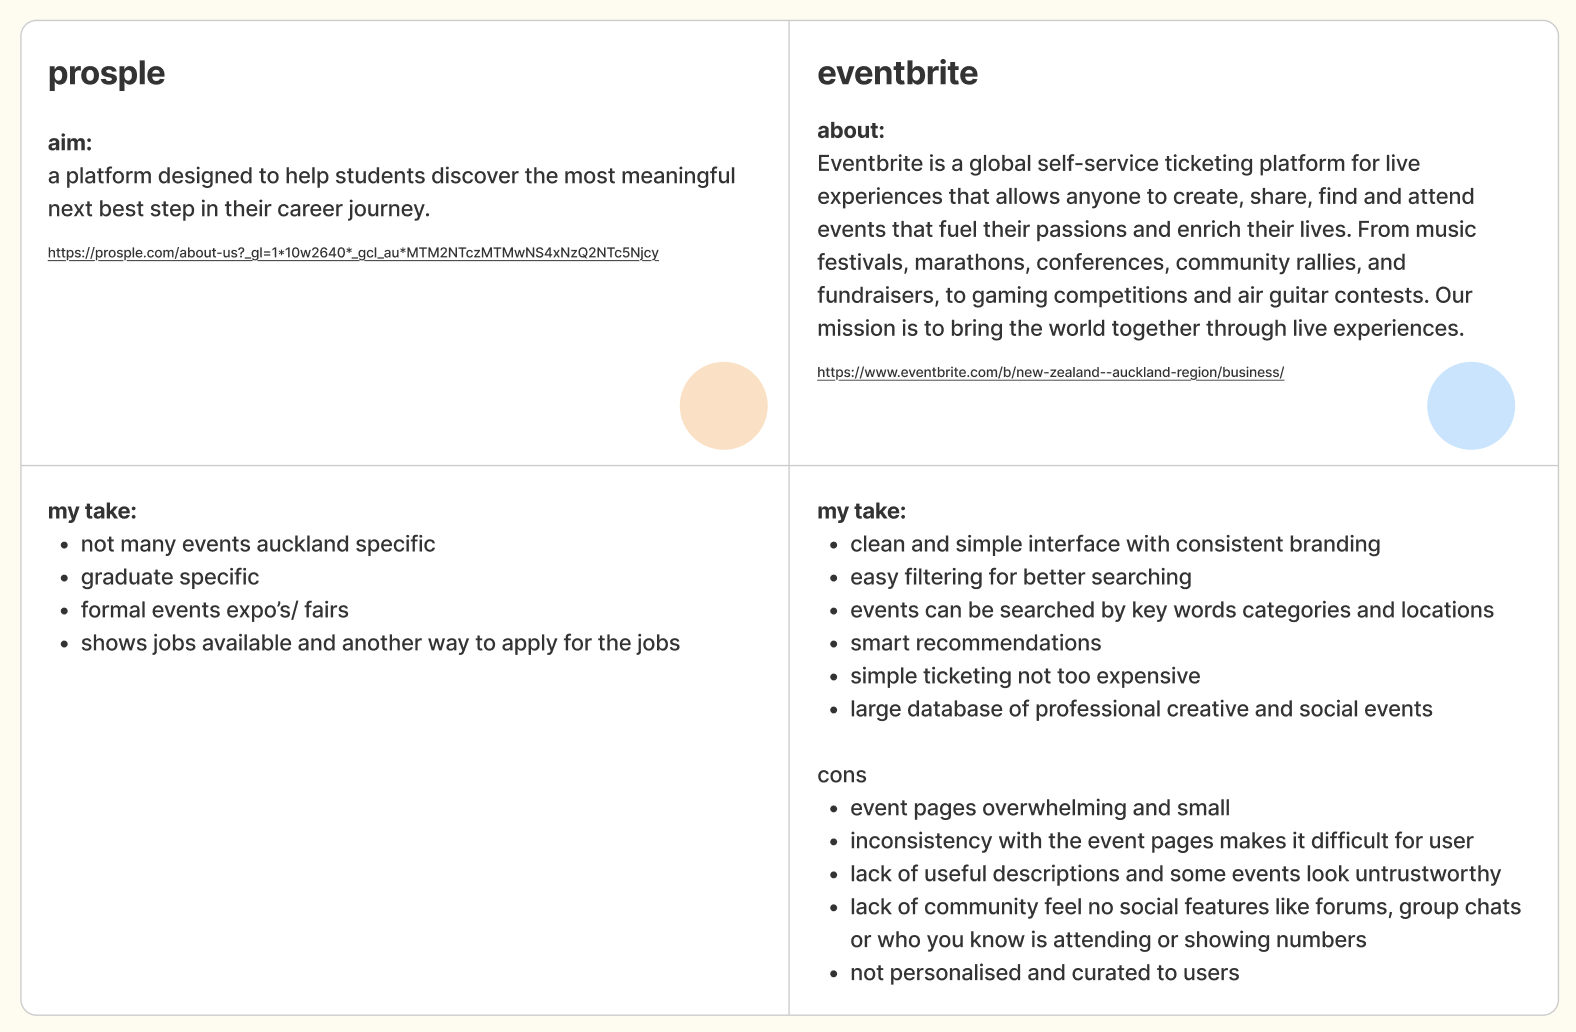 prosple
aim:
a platform designed to help students discover the most meaningful
next best step in their career journey.
https://prosple.com/about-us?_gl=1*10w2640*_gcl_au*MTM2NTczMTMwNS4xNzQ2NTc5Njcy
my take:
• not many events auckland specific
• graduate specific
• formal events expo’s/ fairs
• shows jobs available and another way to apply for the jobs
eventbrite
about:
Eventbrite is a global self-service ticketing platform for live
experiences that allows anyone to create, share, find and attend
events that fuel their passions and enrich their lives. From music
festivals, marathons, conferences, community rallies, and
fundraisers, to gaming competitions and air guitar contests. Our
mission is to bring the world together through live experiences.
https://www.eventbrite.com/b/new-zealand--auckland-region/business/
my take:
• clean and simple interface with consistent branding
• easy filtering for better searching
• events can be searched by key words categories and locations
• smart recommendations
• simple ticketing not too expensive
• large database of professional creative and social events
cons
• event pages overwhelming and small
• inconsistency with the event pages makes it difficult for user
• lack of useful descriptions and some events look untrustworthy
• lack of community feel no social features like forums, group chats
or who you know is attending or showing numbers
• not personalised and curated to users